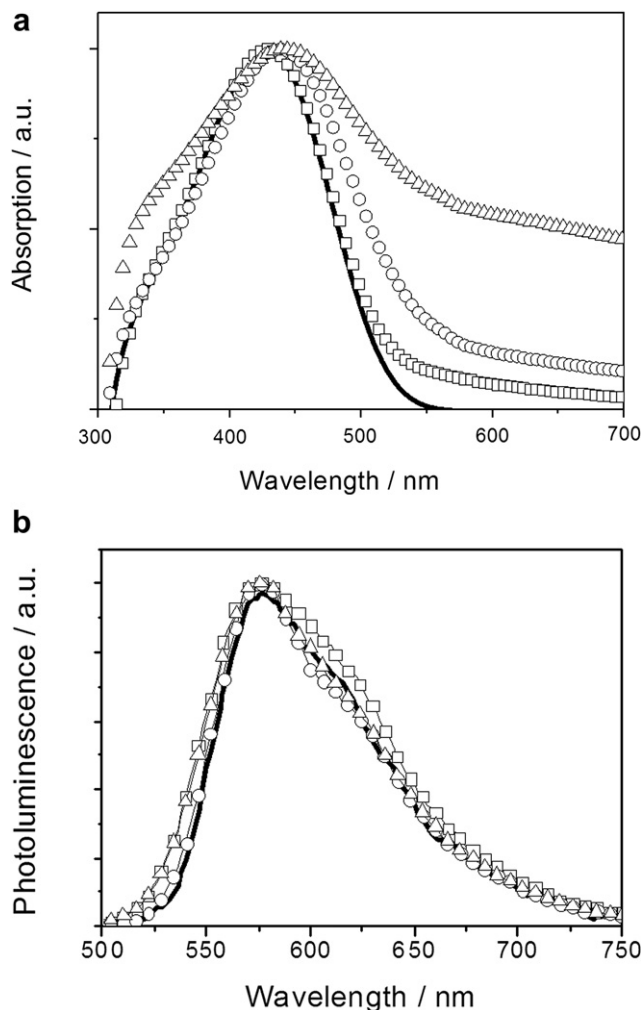 a
Absorption / a.u.
300 400 500 600 700
Wavelength / nm
b
Photoluminescence / a.u.
500 550 600 650 700 750
Wavelength / nm